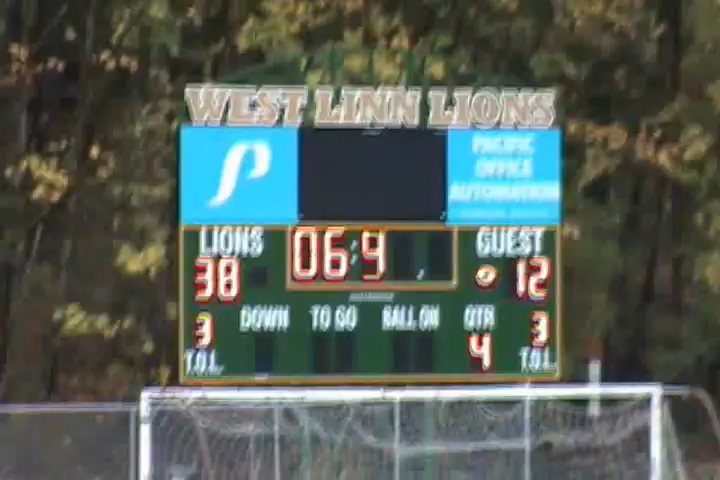 WEST LINN LIONS
P
PACIFIC
OFFICE
AUTOMATION
LIONS GUEST
38 12
DOWN TO GO BALL ON QTR
3 4 3
T.O.L. T.O.L.